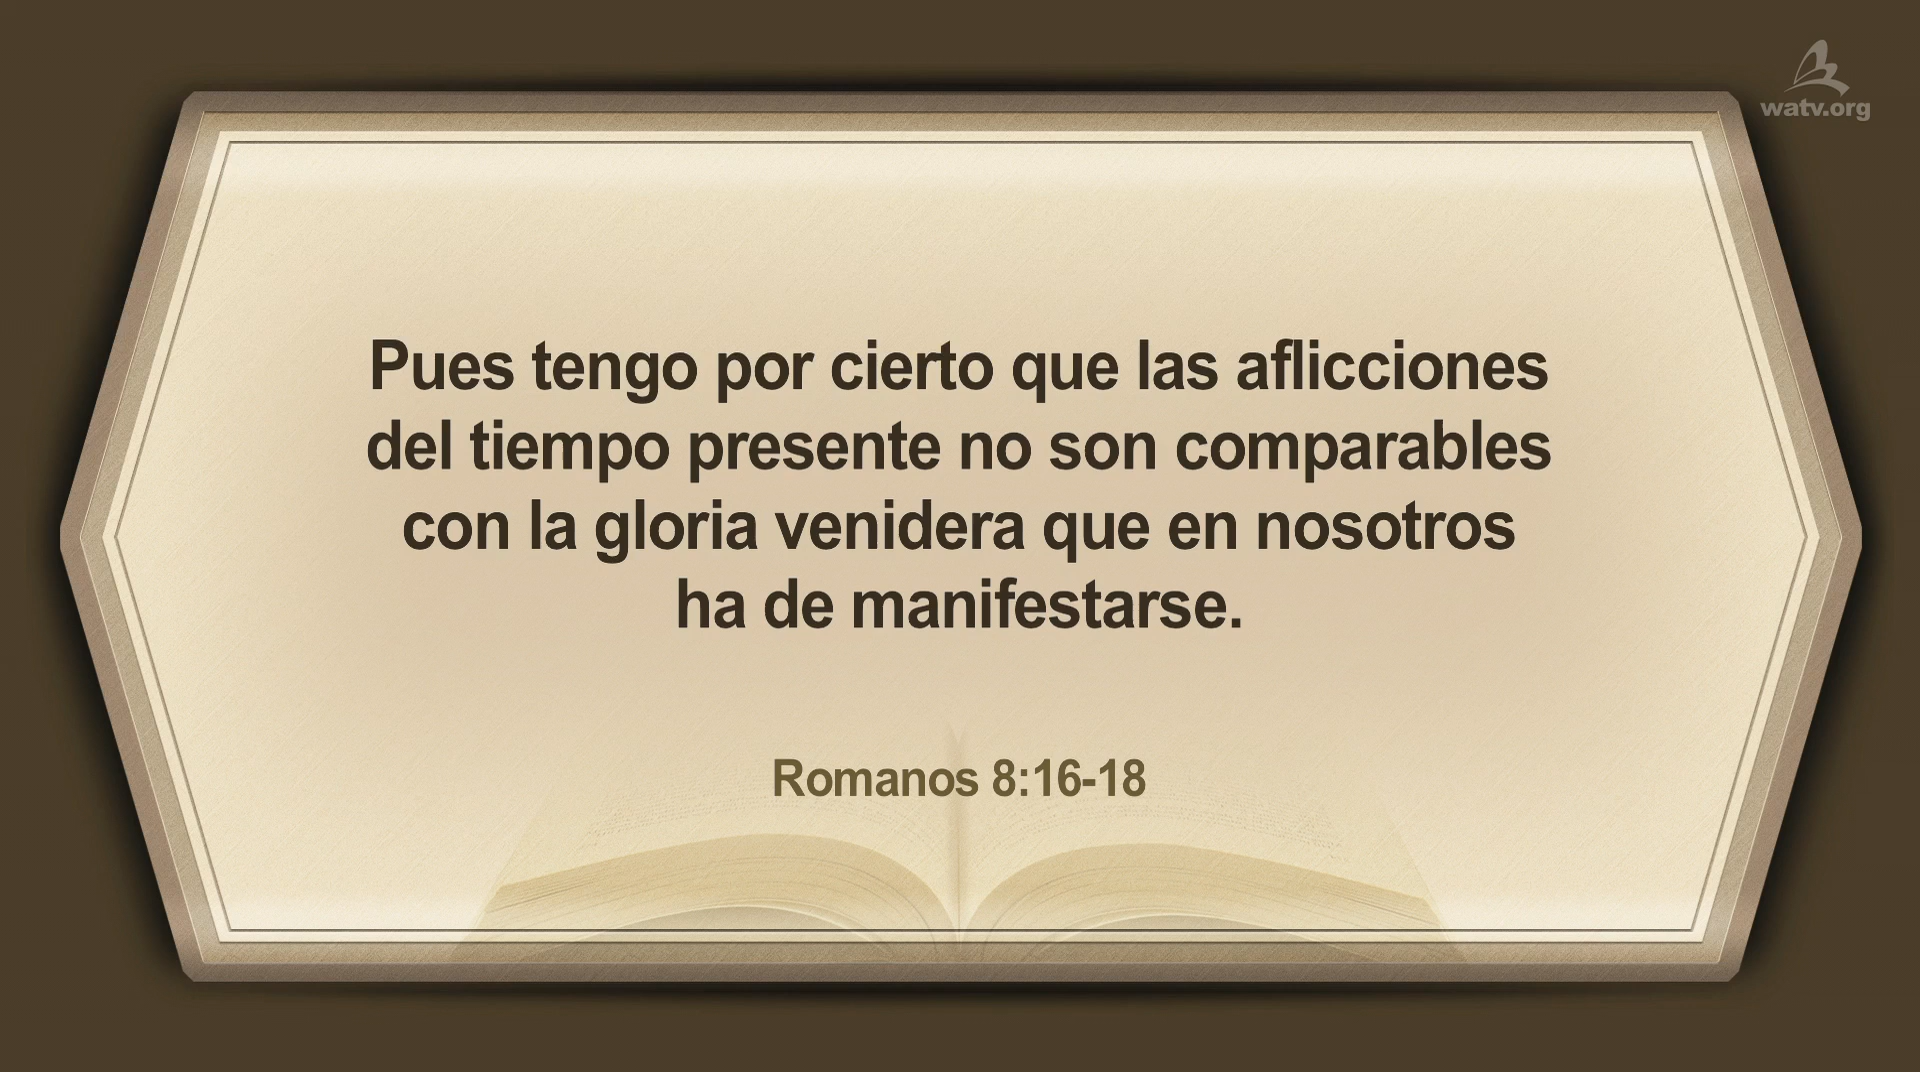 watv.org
Pues tengo por cierto que las aflicciones
del tiempo presente no son comparables
con la gloria venidera que en nosotros
ha de manifestarse.
Romanos 8:16-18